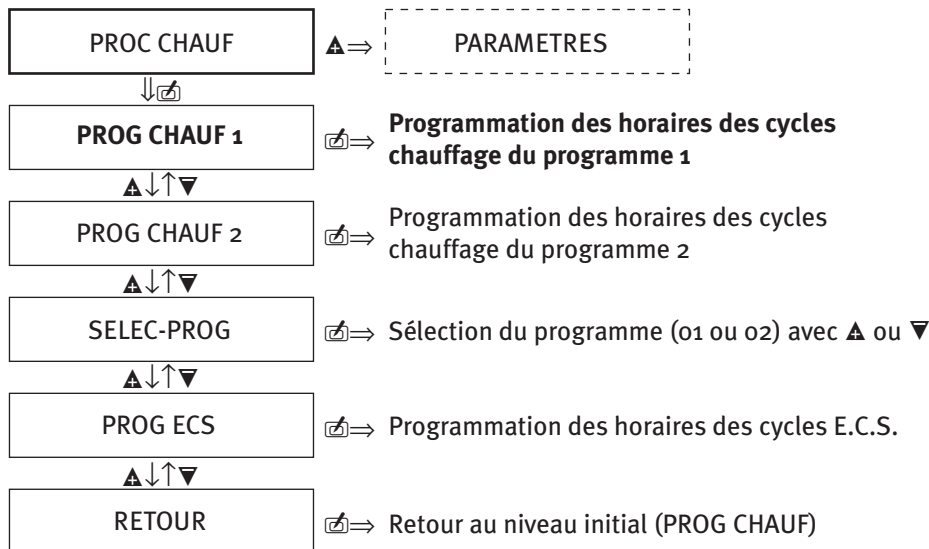 PROC CHAUF
PARAMETRES
PROG CHAUF 1
Programmation des horaires des cycles
chauffage du programme 1
PROG CHAUF 2
Programmation des horaires des cycles
chauffage du programme 2
SELEC-PROG
Sélection du programme (01 ou 02) avec ▲ ou ▼
PROG ECS
Programmation des horaires des cycles E.C.S.
RETOUR
Retour au niveau initial (PROG CHAUF)